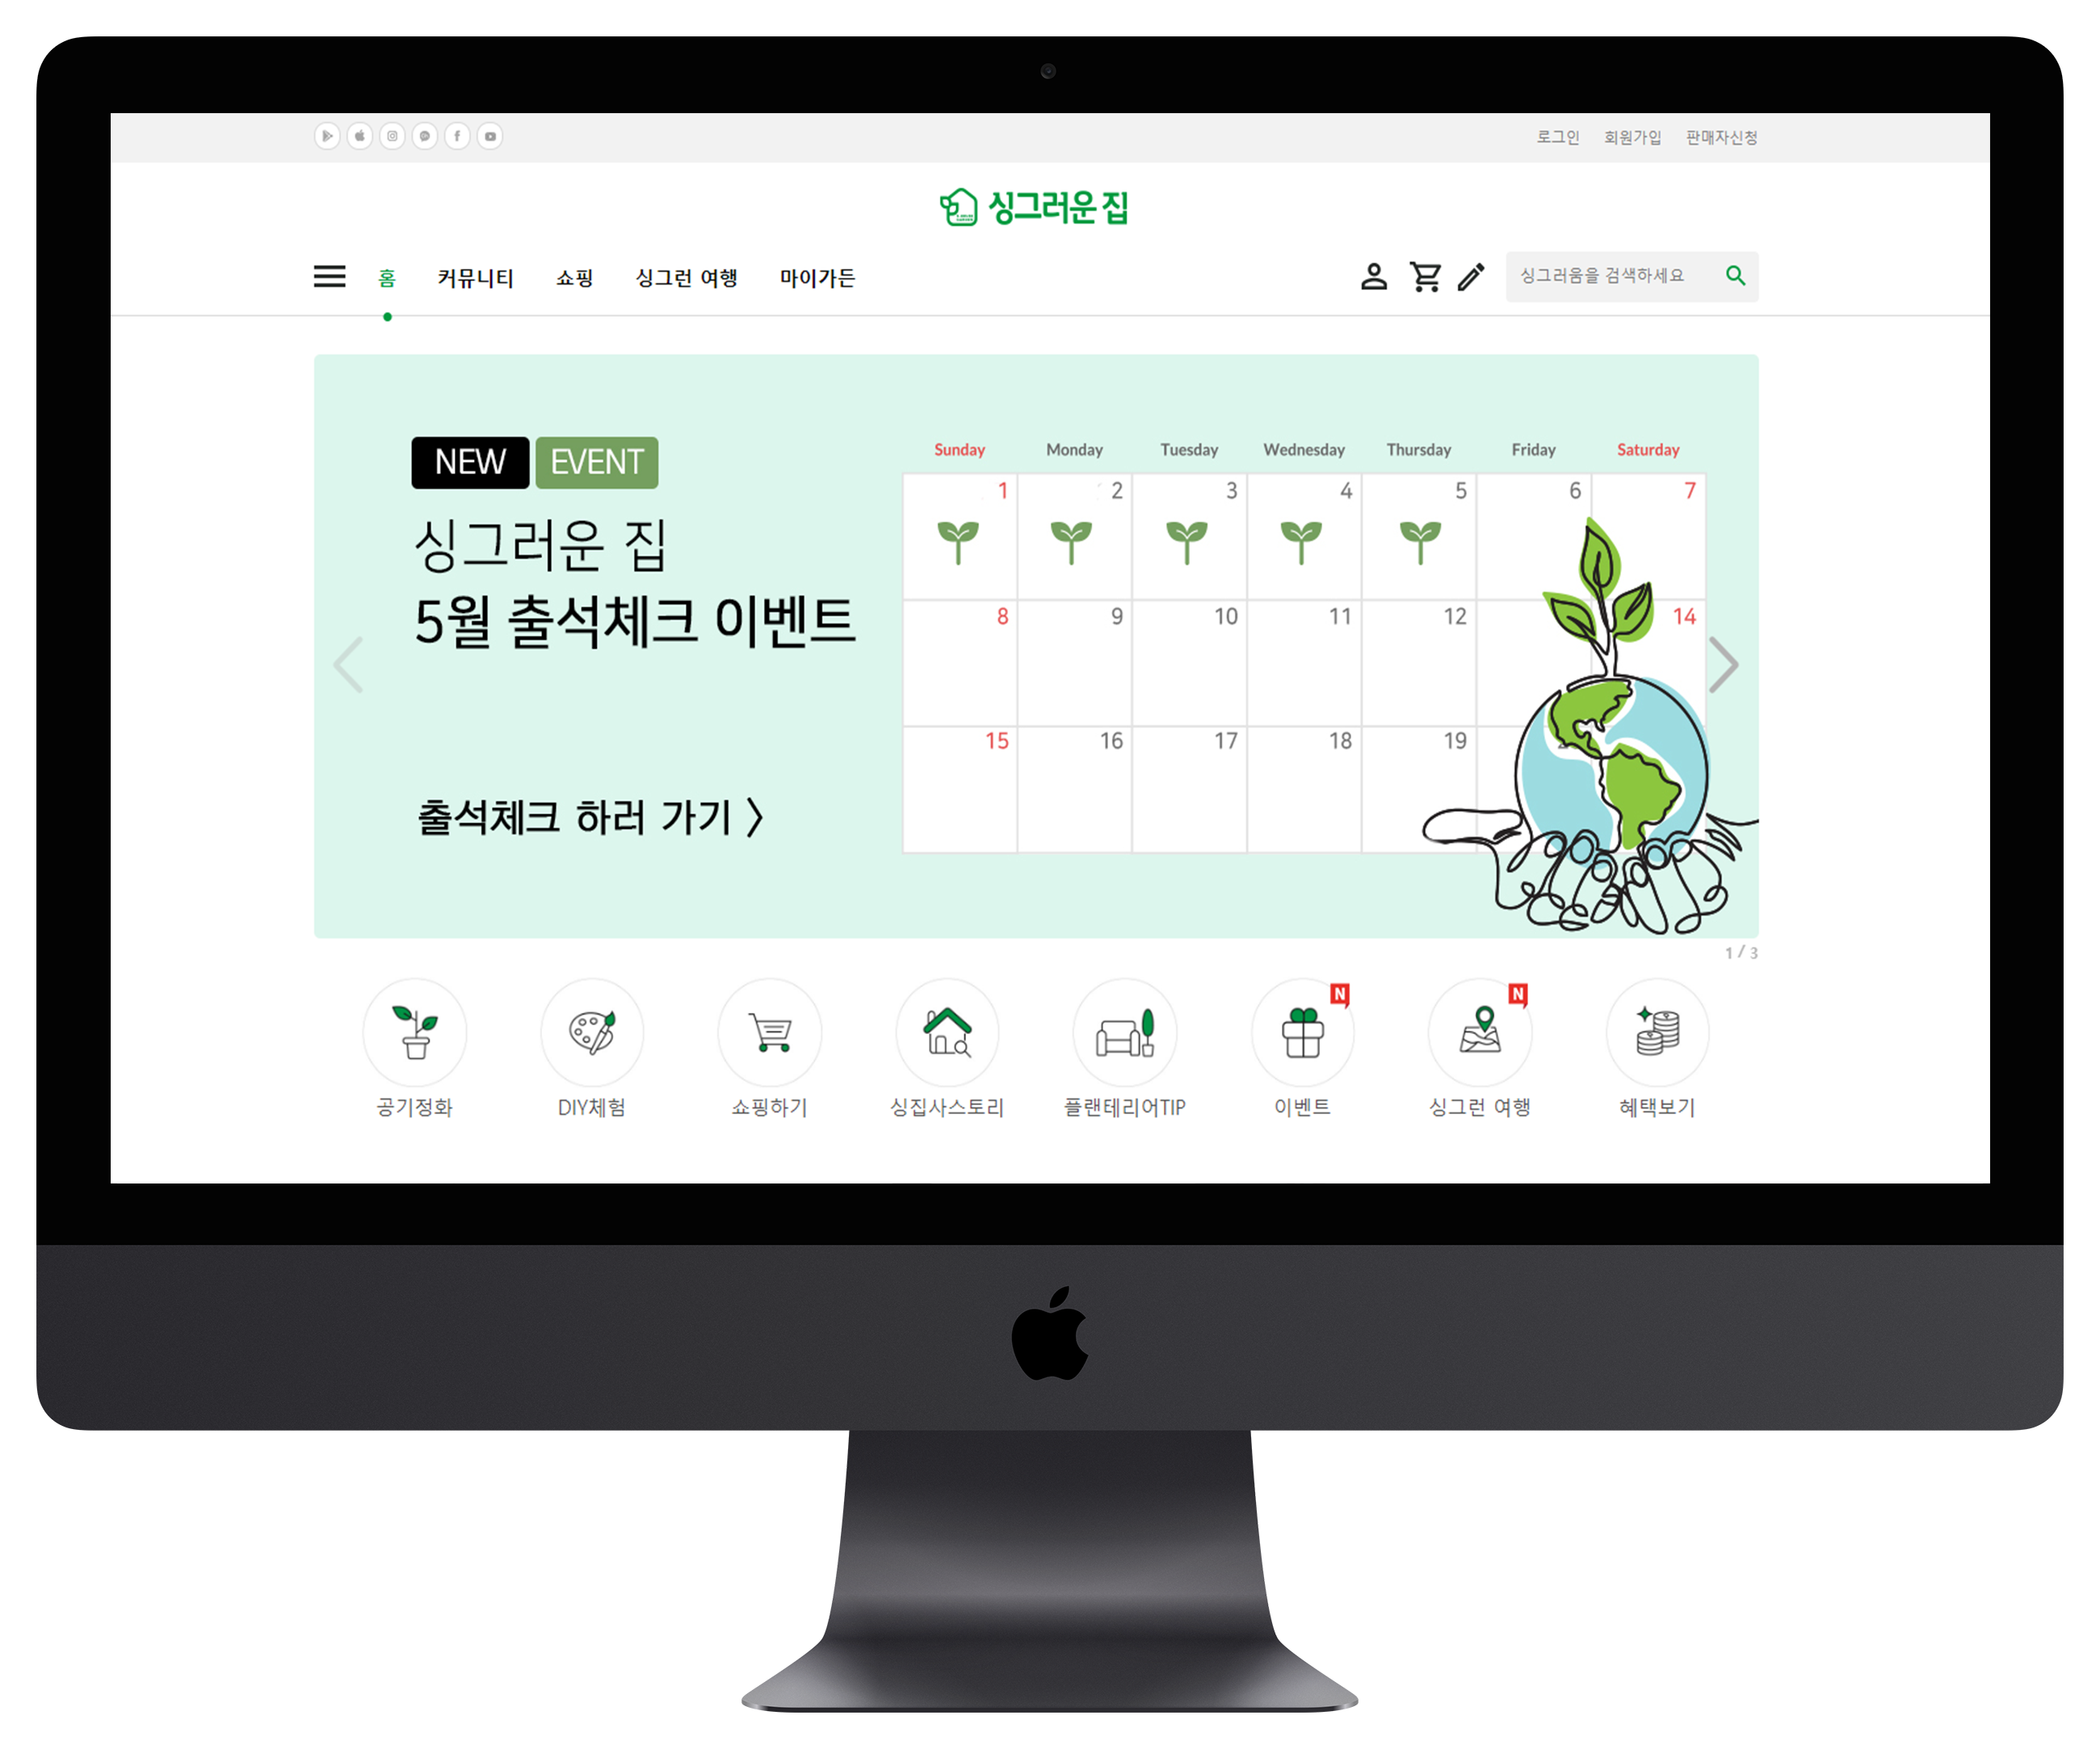 로그인 회원가입 판매자신청
싱그러운 집
홈 커뮤니티 쇼핑 싱그런 여행 마이가든 싱그러움을 검색하세요
NEW EVENT
싱그러운 집
5월 출석체크 이벤트
출석체크 하러 가기 〉
Sunday Monday Tuesday Wednesday Thursday Friday Saturday
1 2 3 4 5 6 7
8 9 10 11 12 14
15 16 17 18 19
1 / 3
N N
공기정화 DIY체험 쇼핑하기 싱집사스토리 플랜테리어TIP 이벤트 싱그런 여행 혜택보기